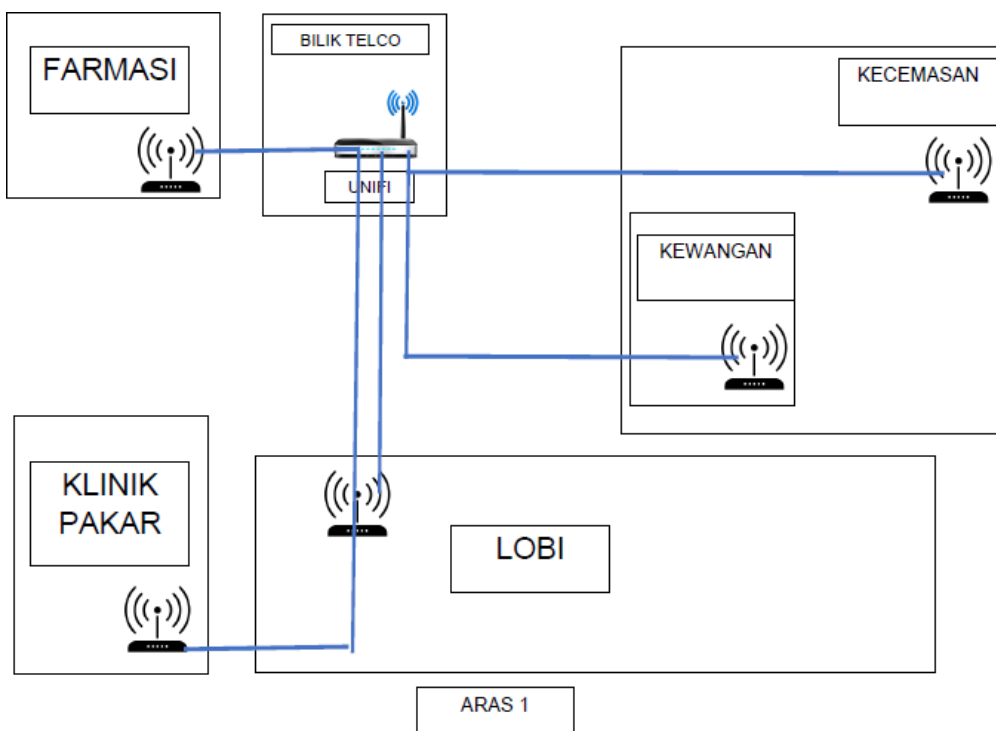 FARMASI
BILIK TELCO
UNIFI
KECEMASAN
KEWANGAN
KLINIK
PAKAR
LOBI
ARAS 1